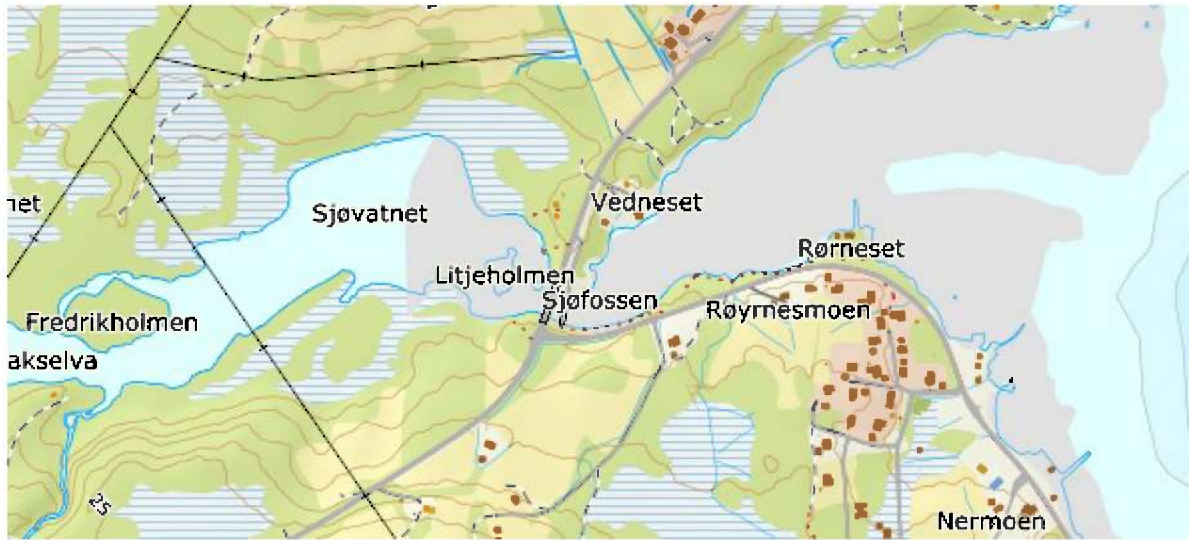 net
Sjøvatnet
Vedneset
Litjeholmen
Sjøfossen
Rørneset
Røyrnesmoen
Fredrikholmen
akselva
25
Nermoen